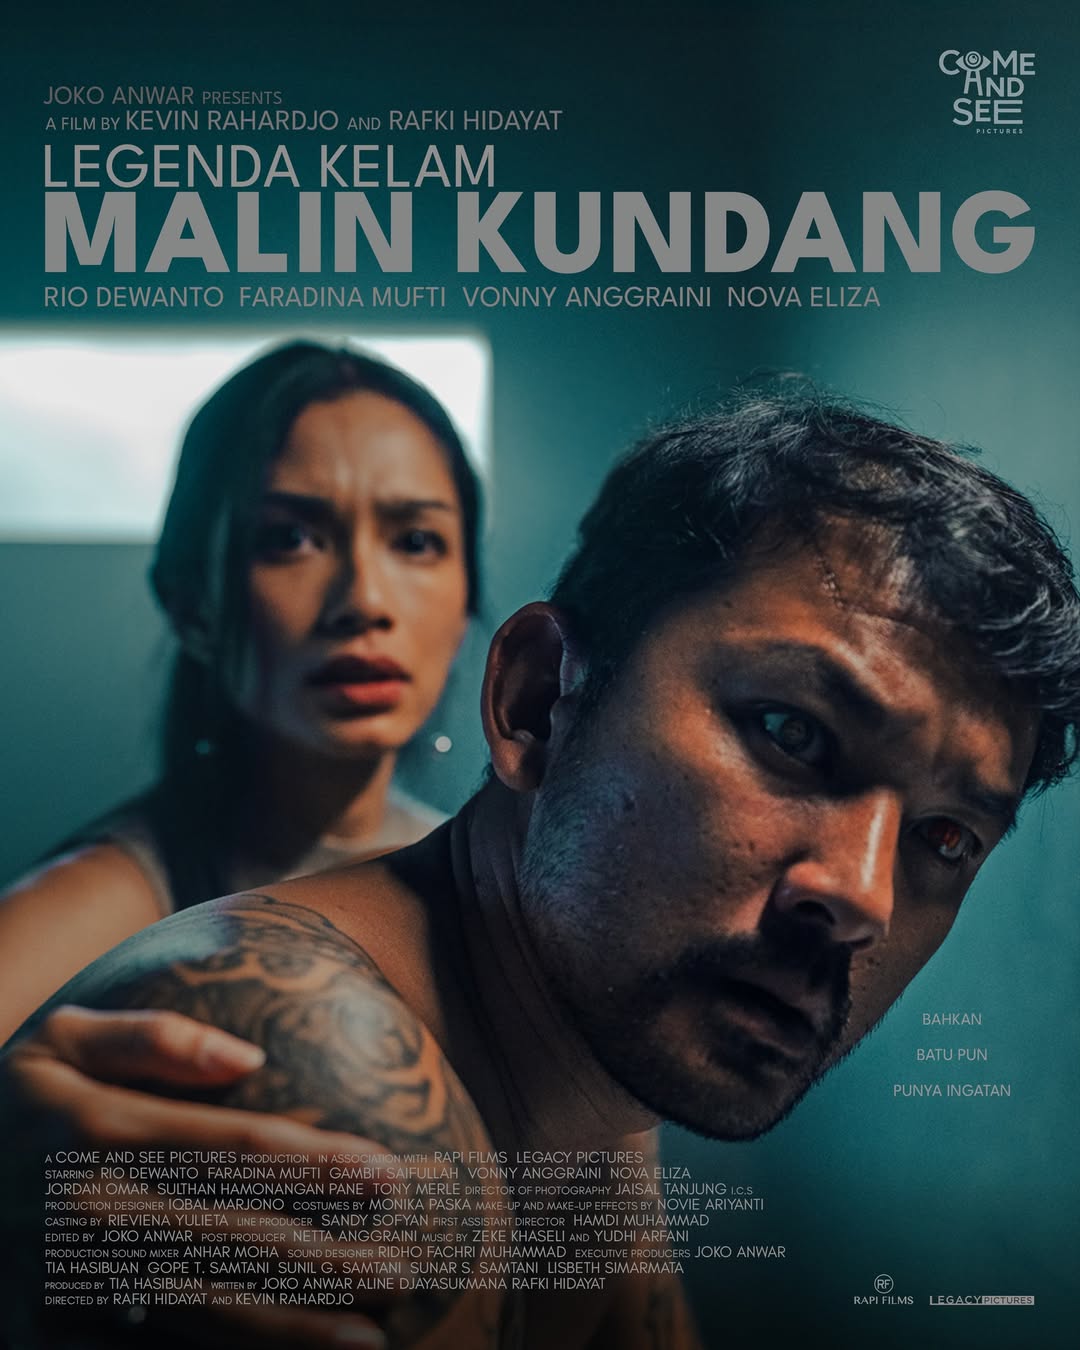 JOKO ANWAR PRESENTS
A FILM BY KEVIN RAHARDJO AND RAFKI HIDAYAT
LEGENDA KELAM
MALIN KUNDANG
RIO DEWANTO FARADINA MUFTI VONNY ANGGRAINI NOVA ELIZA
COME
AND
SEE
PICTURES
BAHKAN
BATU PUN
PUNYA INGATAN
A COME AND SEE PICTURES PRODUCTION IN ASSOCIATION WITH RAPI FILMS LEGACY PICTURES
STARRING RIO DEWANTO FARADINA MUFTI GAMBIT SAIFULLAH VONNY ANGGRAINI NOVA ELIZA
JORDAN OMAR SULTHAN HAMONANGAN PANE TONY MERLE DIRECTOR OF PHOTOGRAPHY JAISAL TANJUNG I.C.S
PRODUCTION DESIGNER IQBAL MARJONO COSTUMES BY MONIKA PASKA MAKE-UP AND MAKE-UP EFFECTS BY NOVIE ARIYANTI
CASTING BY RIEVIENA YULIETA LINE PRODUCER SANDY SOFYAN FIRST ASSISTANT DIRECTOR HAMDI MUHAMMAD
EDITED BY JOKO ANWAR POST PRODUCER NETTA ANGGRAINI MUSIC BY ZEKE KHASELI AND YUDHI ARFANI
PRODUCTION SOUND MIXER ANHAR MOHA SOUND DESIGNER RIDHO FACHRI MUHAMMAD EXECUTIVE PRODUCERS JOKO ANWAR
TIA HASIBUAN GOPE T. SAMTANI SUNIL G. SAMTANI SUNAR S. SAMTANI LISBETH SIMARMATA
PRODUCED BY TIA HASIBUAN WRITTEN BY JOKO ANWAR ALINE DJAYASUKMANA RAFKI HIDAYAT
DIRECTED BY RAFKI HIDAYAT AND KEVIN RAHARDJO
RF
RAPI FILMS
LEGACY PICTURES